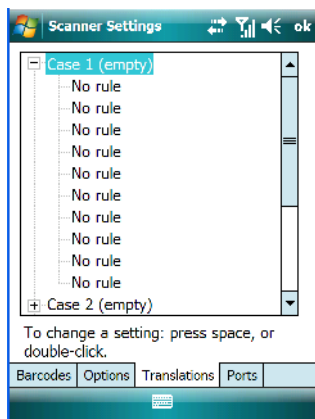 Scanner Settings ok
Case 1 (empty)
No rule
No rule
No rule
No rule
No rule
No rule
No rule
No rule
No rule
No rule
Case 2 (empty)
To change a setting: press space, or
double-click.
Barcodes Options Translations Ports